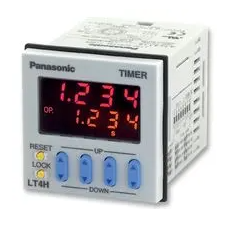 Panasonic TIMER
1.234
OP. 1.234
s
RESET UP
LOCK
LT4H DOWN